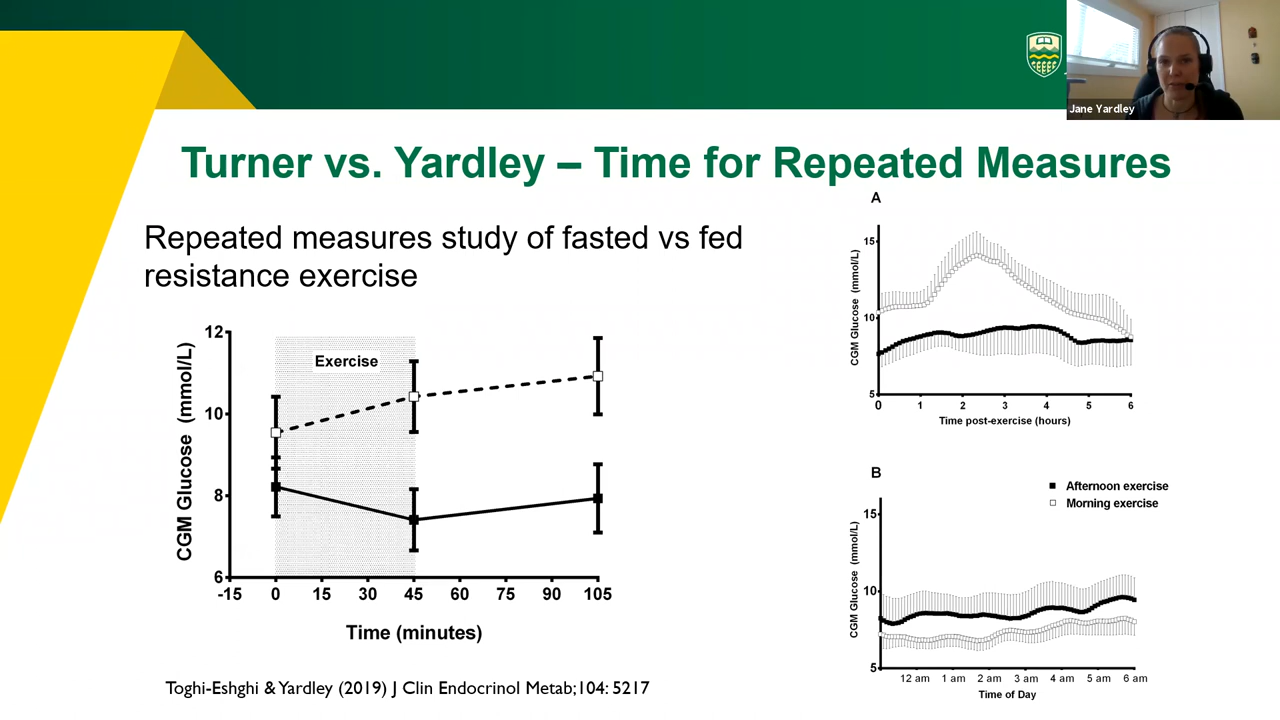 Jane Yardley
Turner vs. Yardley – Time for Repeated Measures
Repeated measures study of fasted vs fed
resistance exercise
12
10
8
6
CGM Glucose (mmol/L)
Exercise
-15 0 15 30 45 60 75 90 105
Time (minutes)
Toghi-Eshghi & Yardley (2019) J Clin Endocrinol Metab;104: 5217
A
15
10
5
CGM Glucose (mmol/L)
0 1 2 3 4 5 6
Time post-exercise (hours)
B
Afternoon exercise
Morning exercise
15
10
5
CGM Glucose (mmol/L)
12 am 1 am 2 am 3 am 4 am 5 am 6 am
Time of Day